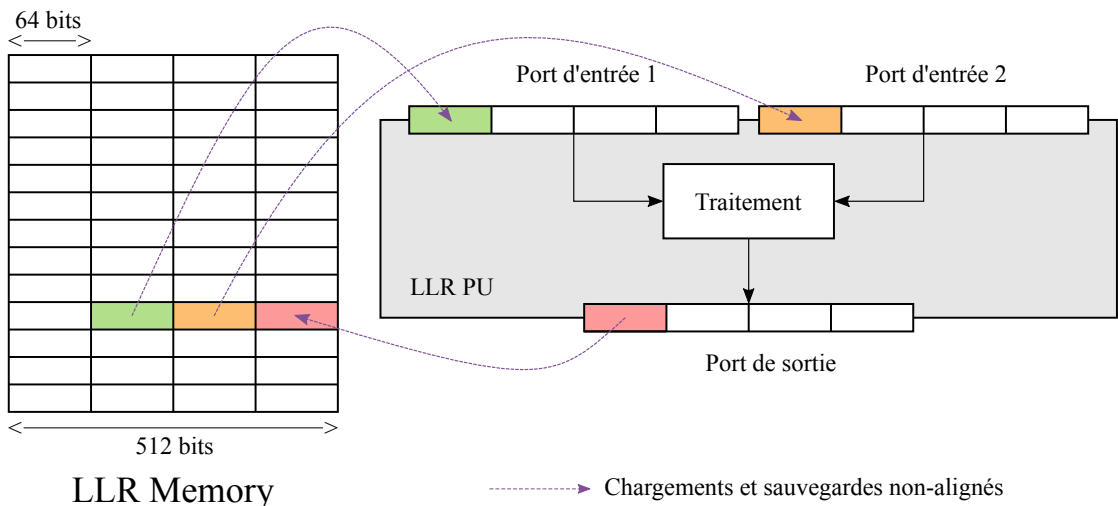 64 bits
Port d'entrée 1
Port d'entrée 2
Traitement
LLR PU
Port de sortie
512 bits
LLR Memory
Chargements et sauvegardes non-alignés